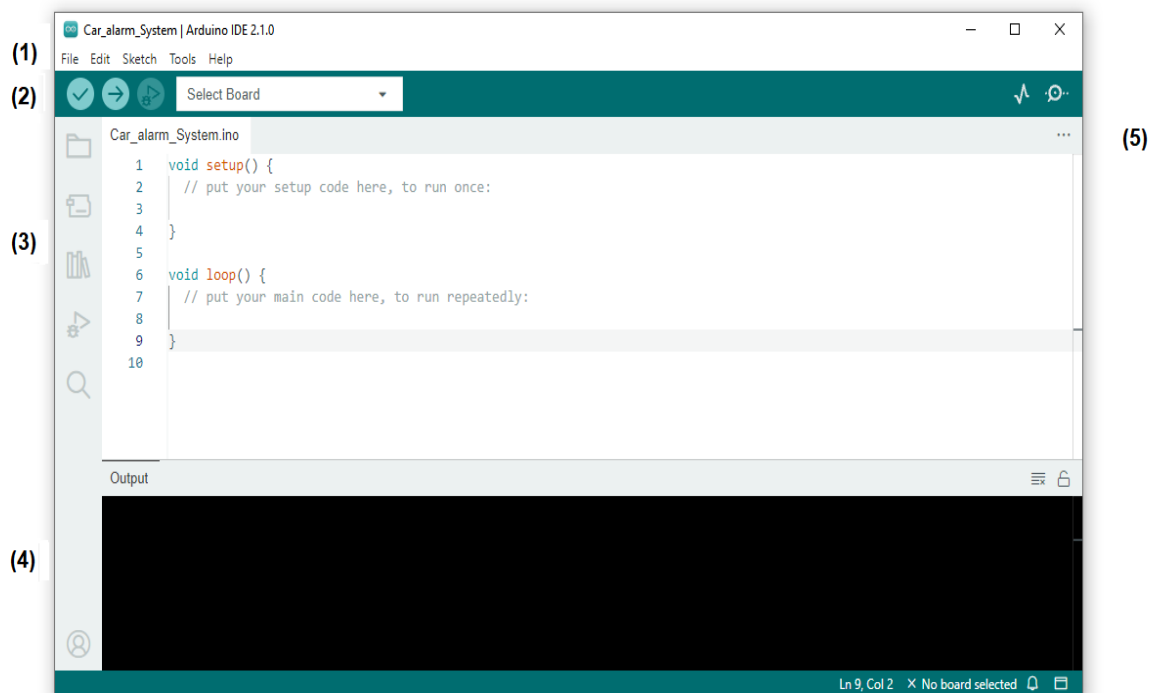 Car_alarm_System | Arduino IDE 2.1.0
(1)
File Edit Sketch Tools Help
(2)
Select Board
Car_alarm_System.ino
(5)
1 void setup() {
2 // put your setup code here, to run once:
3
4 }
(3)
5
6 void loop() {
7 // put your main code here, to run repeatedly:
8
9 }
10
Output
(4)
Ln 9, Col 2 X No board selected